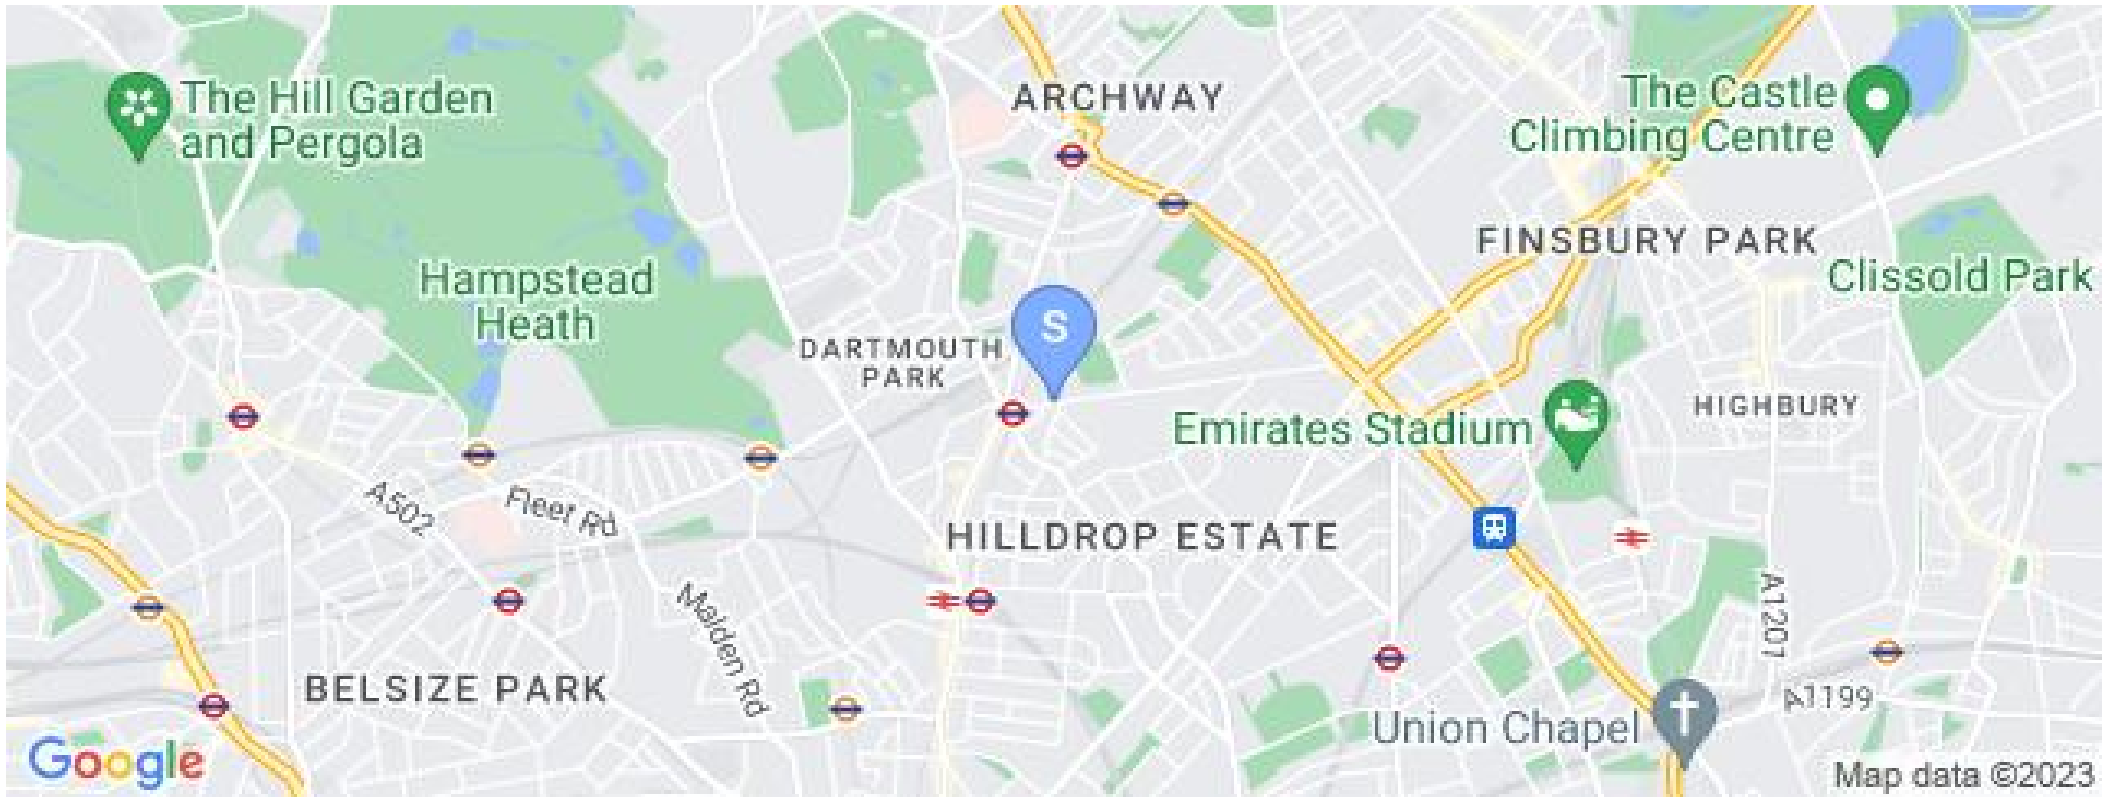 The Hill Garden
and Pergola
ARCHWAY
The Castle
Climbing Centre
FINSBURY PARK
Clissold Park
Hampstead
Heath
S
DARTMOUTH
PARK
HIGHBURY
Emirates Stadium
A502
Fleet Rd
HILLDROP ESTATE
Malden Rd
A1201
BELSIZE PARK
A1199
Union Chapel
Google
Map data ©2023